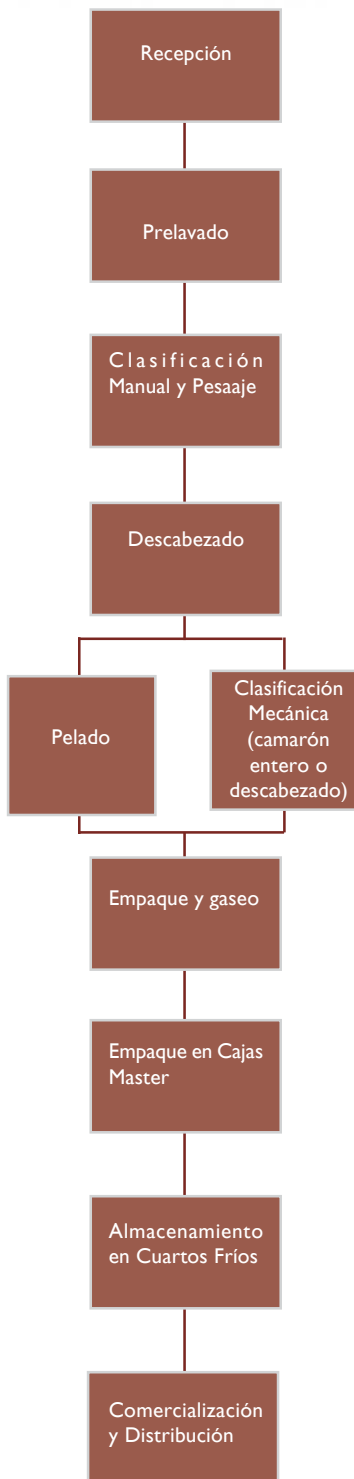 Recepción
Prelavado
Clasificación
Manual y Pesaaje
Descabezado
Pelado
Clasificación
Mecánica
(camarón
entero o
descabezado)
Empaque y gaseo
Empaque en Cajas
Master
Almacenamiento
en Cuartos Fríos
Comercialización
y Distribución